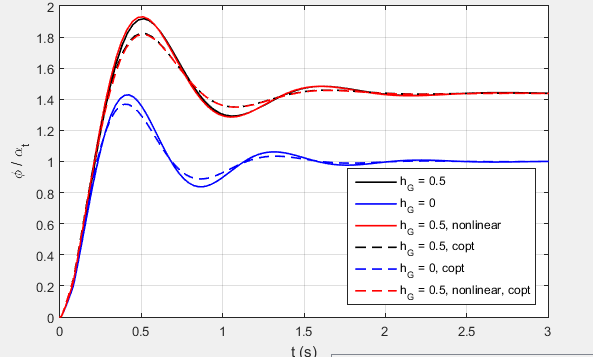 2
1.8
1.6
1.4
1.2
1
0.8
0.6
0.4
0.2
0
ϕ / α_t
0 0.5 1 1.5 2 2.5 3
t (s)
h_G = 0.5
h_G = 0
h_G = 0.5, nonlinear
h_G = 0.5, copt
h_G = 0, copt
h_G = 0.5, nonlinear, copt